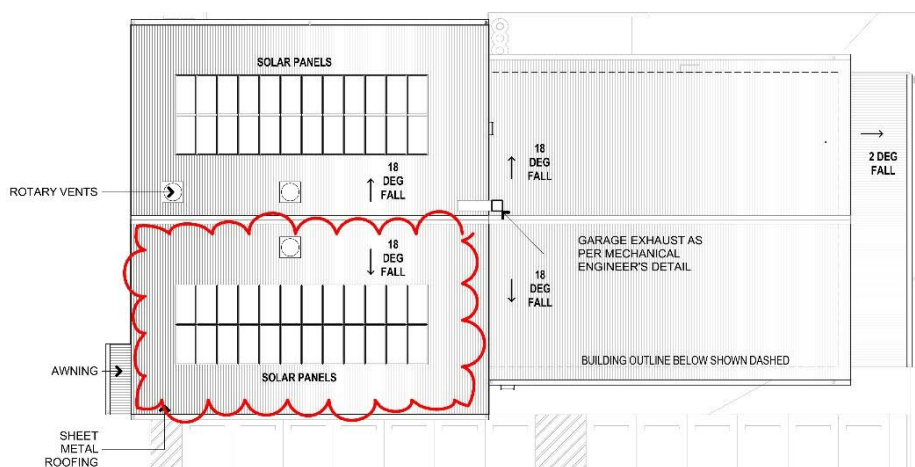 SOLAR PANELS
18
DEG
FALL
18
DEG
FALL
2 DEG
FALL
ROTARY VENTS
GARAGE EXHAUST AS
PER MECHANICAL
ENGINEER'S DETAIL
18
DEG
FALL
18
DEG
FALL
BUILDING OUTLINE BELOW SHOWN DASHED
AWNING
SOLAR PANELS
SHEET
METAL
ROOFING